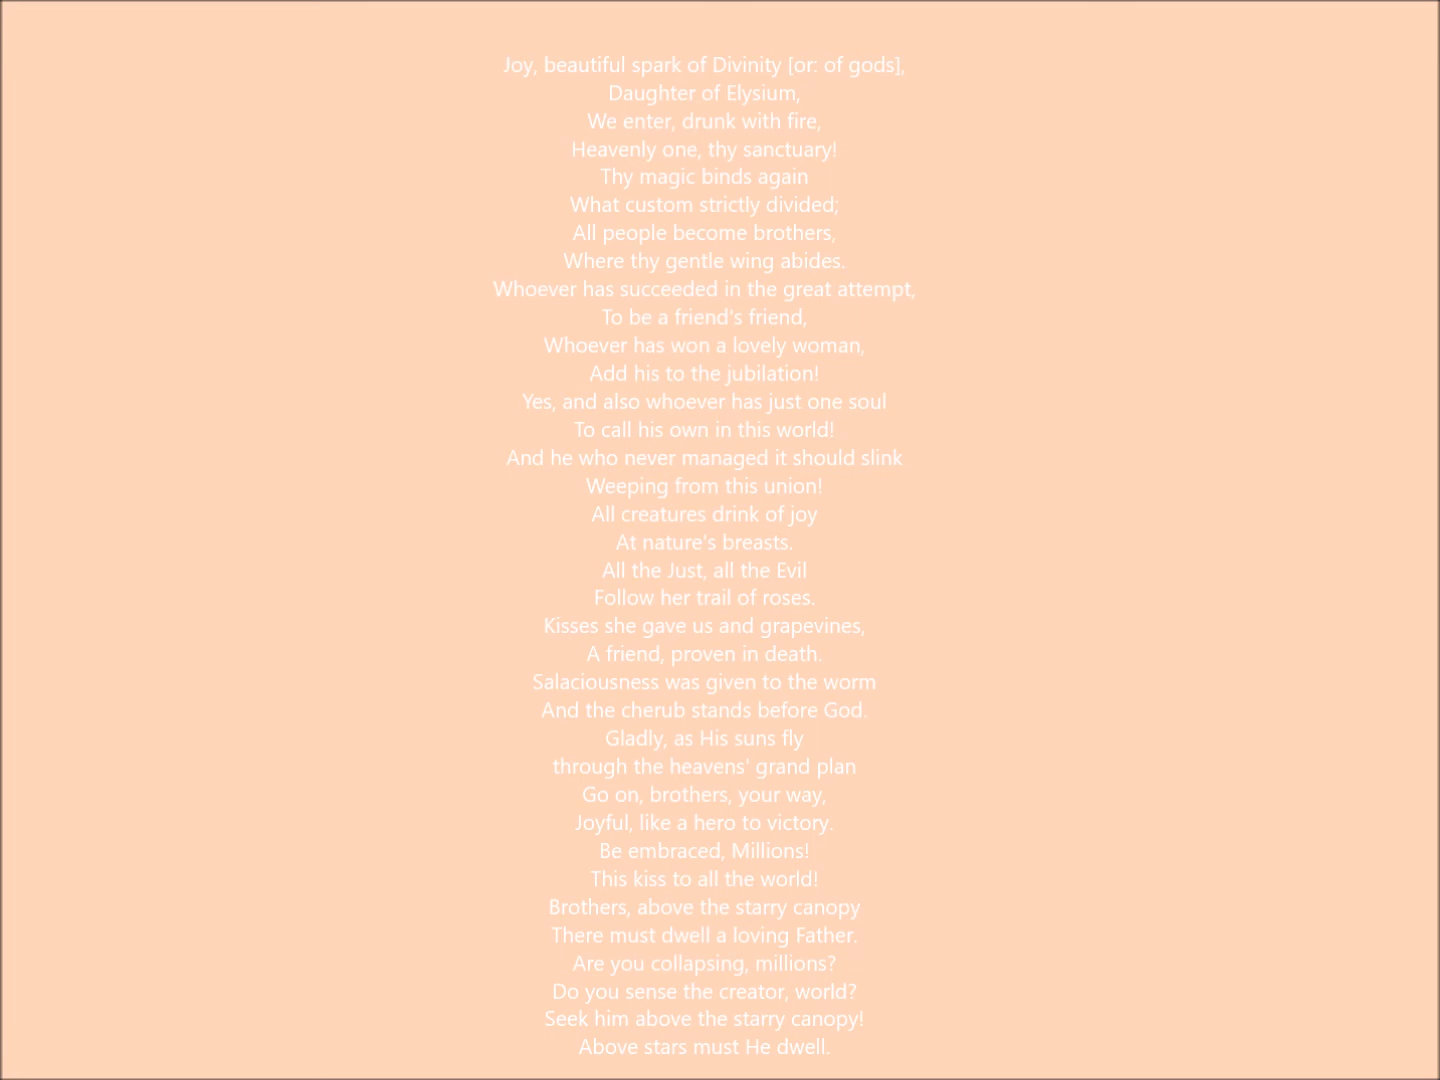 Joy, beautiful spark of Divinity [or: of gods],
Daughter of Elysium,
We enter, drunk with fire,
Heavenly one, thy sanctuary!
Thy magic binds again
What custom strictly divided;
All people become brothers,
Where thy gentle wing abides.
Whoever has succeeded in the great attempt,
To be a friend's friend,
Whoever has won a lovely woman,
Add his to the jubilation!
Yes, and also whoever has just one soul
To call his own in this world!
And he who never managed it should slink
Weeping from this union!
All creatures drink of joy
At nature's breasts.
All the Just, all the Evil
Follow her trail of roses.
Kisses she gave us and grapevines,
A friend, proven in death.
Salaciousness was given to the worm
And the cherub stands before God.
Gladly, as His suns fly
through the heavens' grand plan
Go on, brothers, your way,
Joyful, like a hero to victory.
Be embraced, Millions!
This kiss to all the world!
Brothers, above the starry canopy
There must dwell a loving Father.
Are you collapsing, millions?
Do you sense the creator, world?
Seek him above the starry canopy!
Above stars must He dwell.